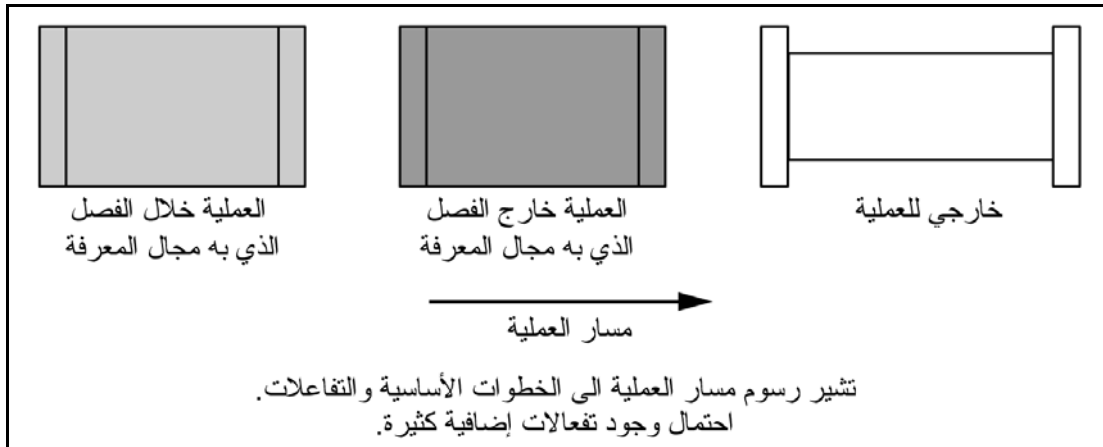 العملية خلال الفصل
الذي به مجال المعرفة
العملية خارج الفصل
الذي به مجال المعرفة
خارجي للعملية
مسار العملية
تشير رسوم مسار العملية الى الخطوات الأساسية والتفاعلات.
احتمال وجود تفعالات إضافية كثيرة.